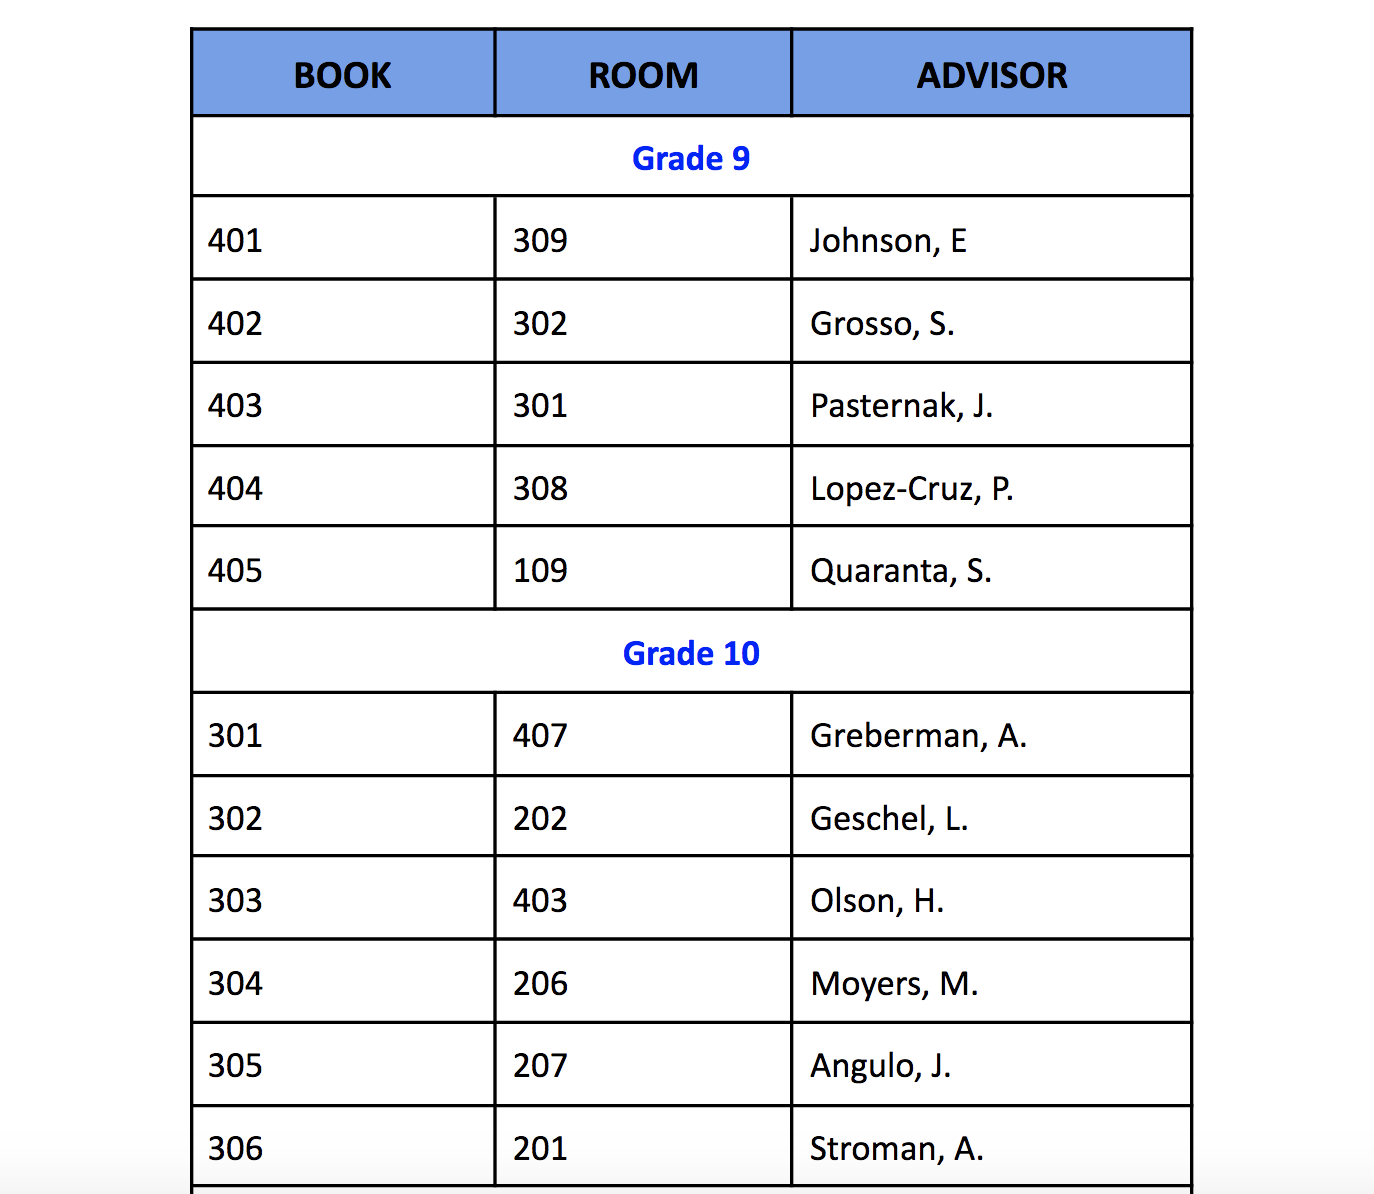 BOOK ROOM ADVISOR
Grade 9
401 309 Johnson, E
402 302 Grosso, S.
403 301 Pasternak, J.
404 308 Lopez-Cruz, P.
405 109 Quaranta, S.
Grade 10
301 407 Greberman, A.
302 202 Geschel, L.
303 403 Olson, H.
304 206 Moyers, M.
305 207 Angulo, J.
306 201 Stroman, A.